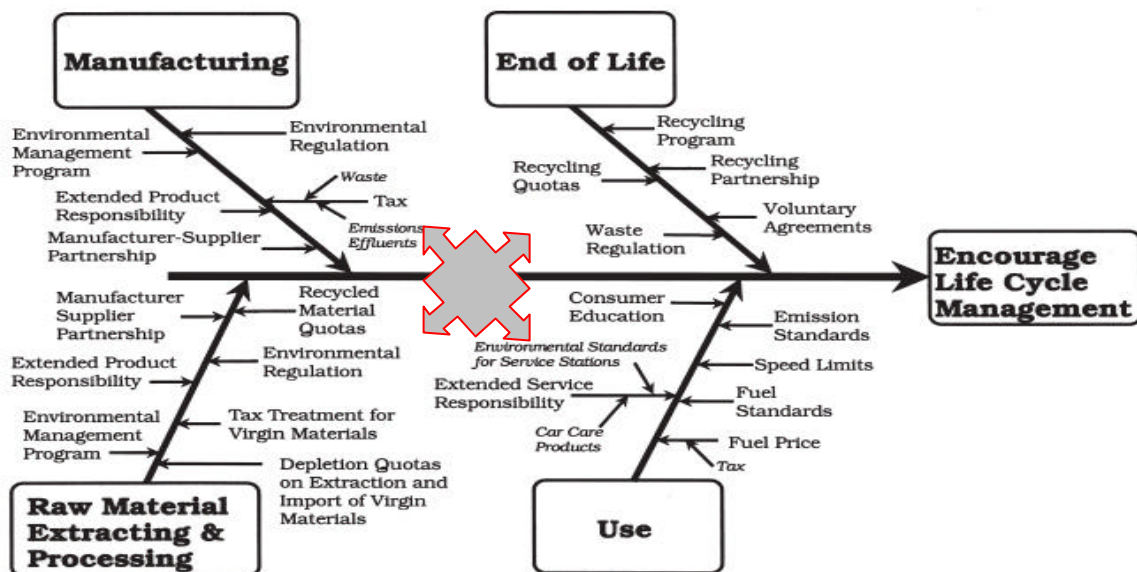 Manufacturing
End of Life
Environmental
Management
Program
Environmental
Regulation
Waste
Tax
Emissions
Effluents
Extended Product
Responsibility
Manufacturer-Supplier
Partnership
Recycling
Program
Recycling
Quotas
Recycling
Partnership
Voluntary
Agreements
Waste
Regulation
Encourage
Life Cycle
Management
Manufacturer
Supplier
Partnership
Recycled
Material
Quotas
Extended Product
Responsibility
Environmental
Regulation
Environmental
Management
Program
Tax Treatment for
Virgin Materials
Depletion Quotas
on Extraction and
Import of Virgin
Materials
Raw Material
Extracting &
Processing
Consumer
Education
Emission
Standards
Environmental Standards
for Service Stations
Speed Limits
Extended Service
Responsibility
Fuel
Standards
Car Care
Products
Fuel Price
Tax
Use